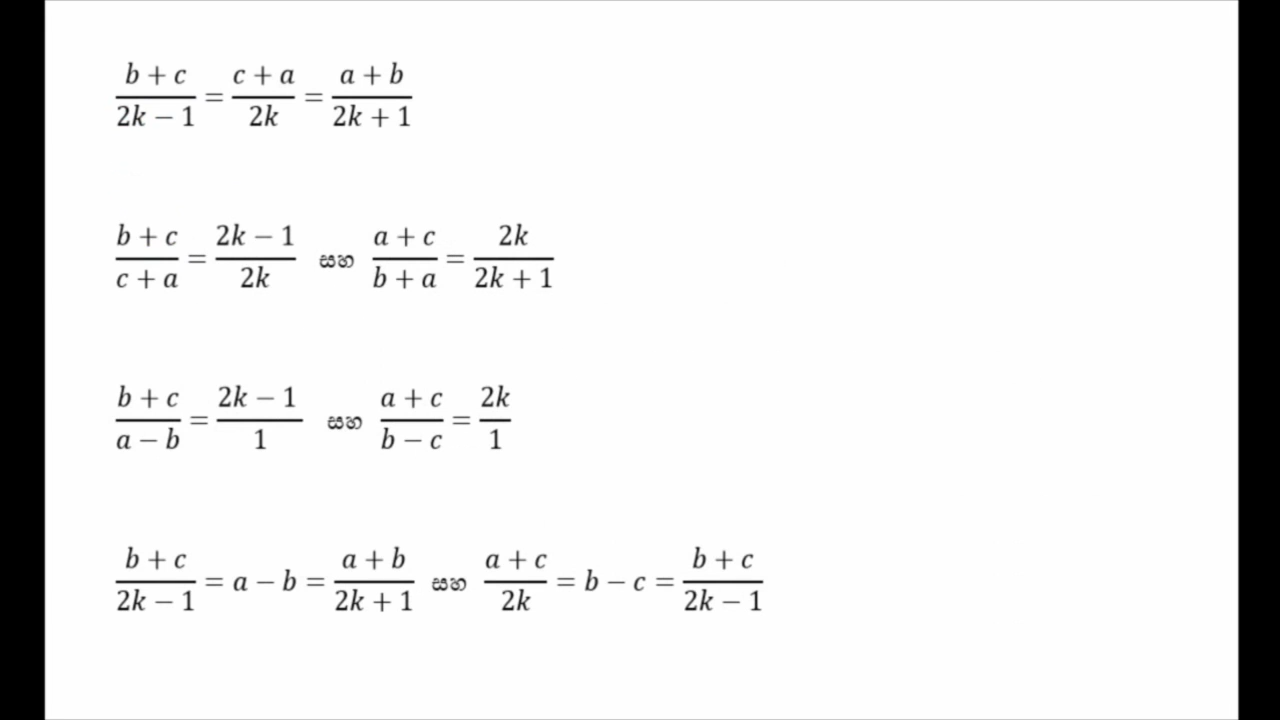 (b + c)/(2k − 1) = (c + a)/(2k) = (a + b)/(2k + 1)
(b + c)/(c + a) = (2k − 1)/(2k) සහ (a + c)/(b + a) = (2k)/(2k + 1)
(b + c)/(a − b) = (2k − 1)/1 සහ (a + c)/(b − c) = (2k)/1
(b + c)/(2k − 1) = a − b = (a + b)/(2k + 1) සහ (a + c)/(2k) = b − c = (b + c)/(2k − 1)